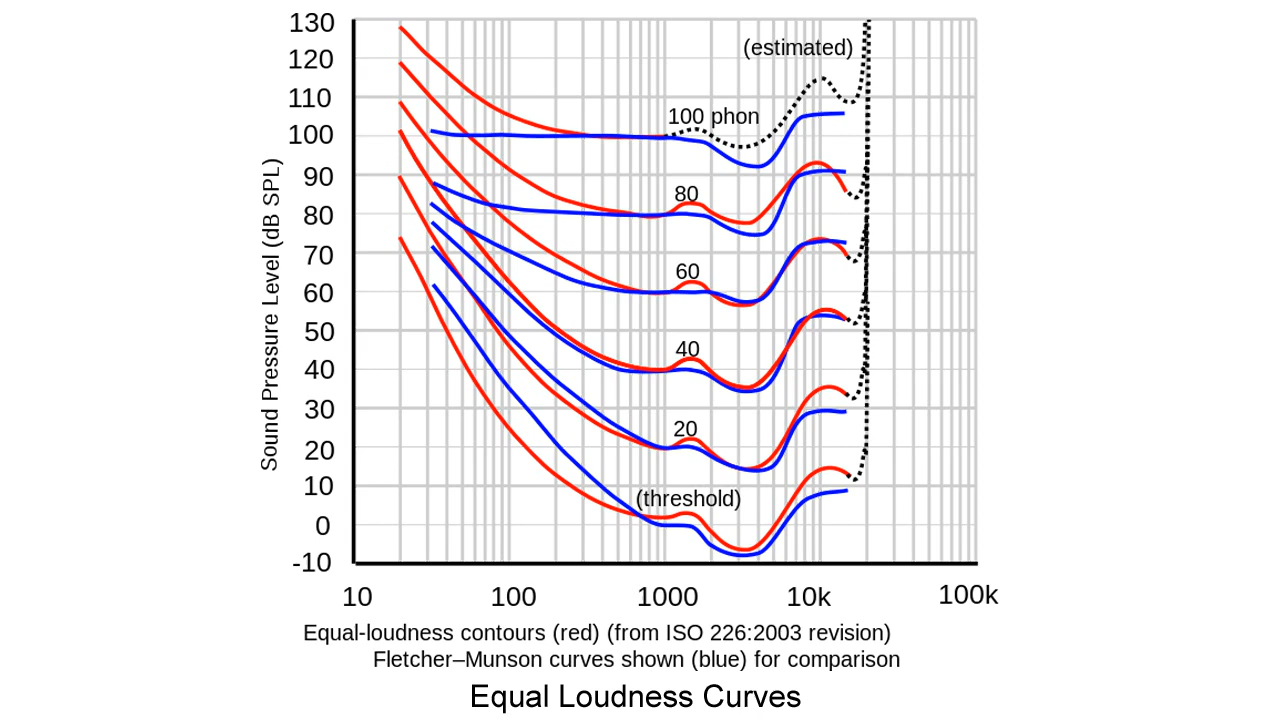 130
120
(estimated)
110
100 phon
100
90
80
80
70
60
60
50
40
40
30
20
20
10
(threshold)
0
-10
Sound Pressure Level (dB SPL)
10 100 1000 10k 100k
Equal-loudness contours (red) (from ISO 226:2003 revision)
Fletcher–Munson curves shown (blue) for comparison
Equal Loudness Curves